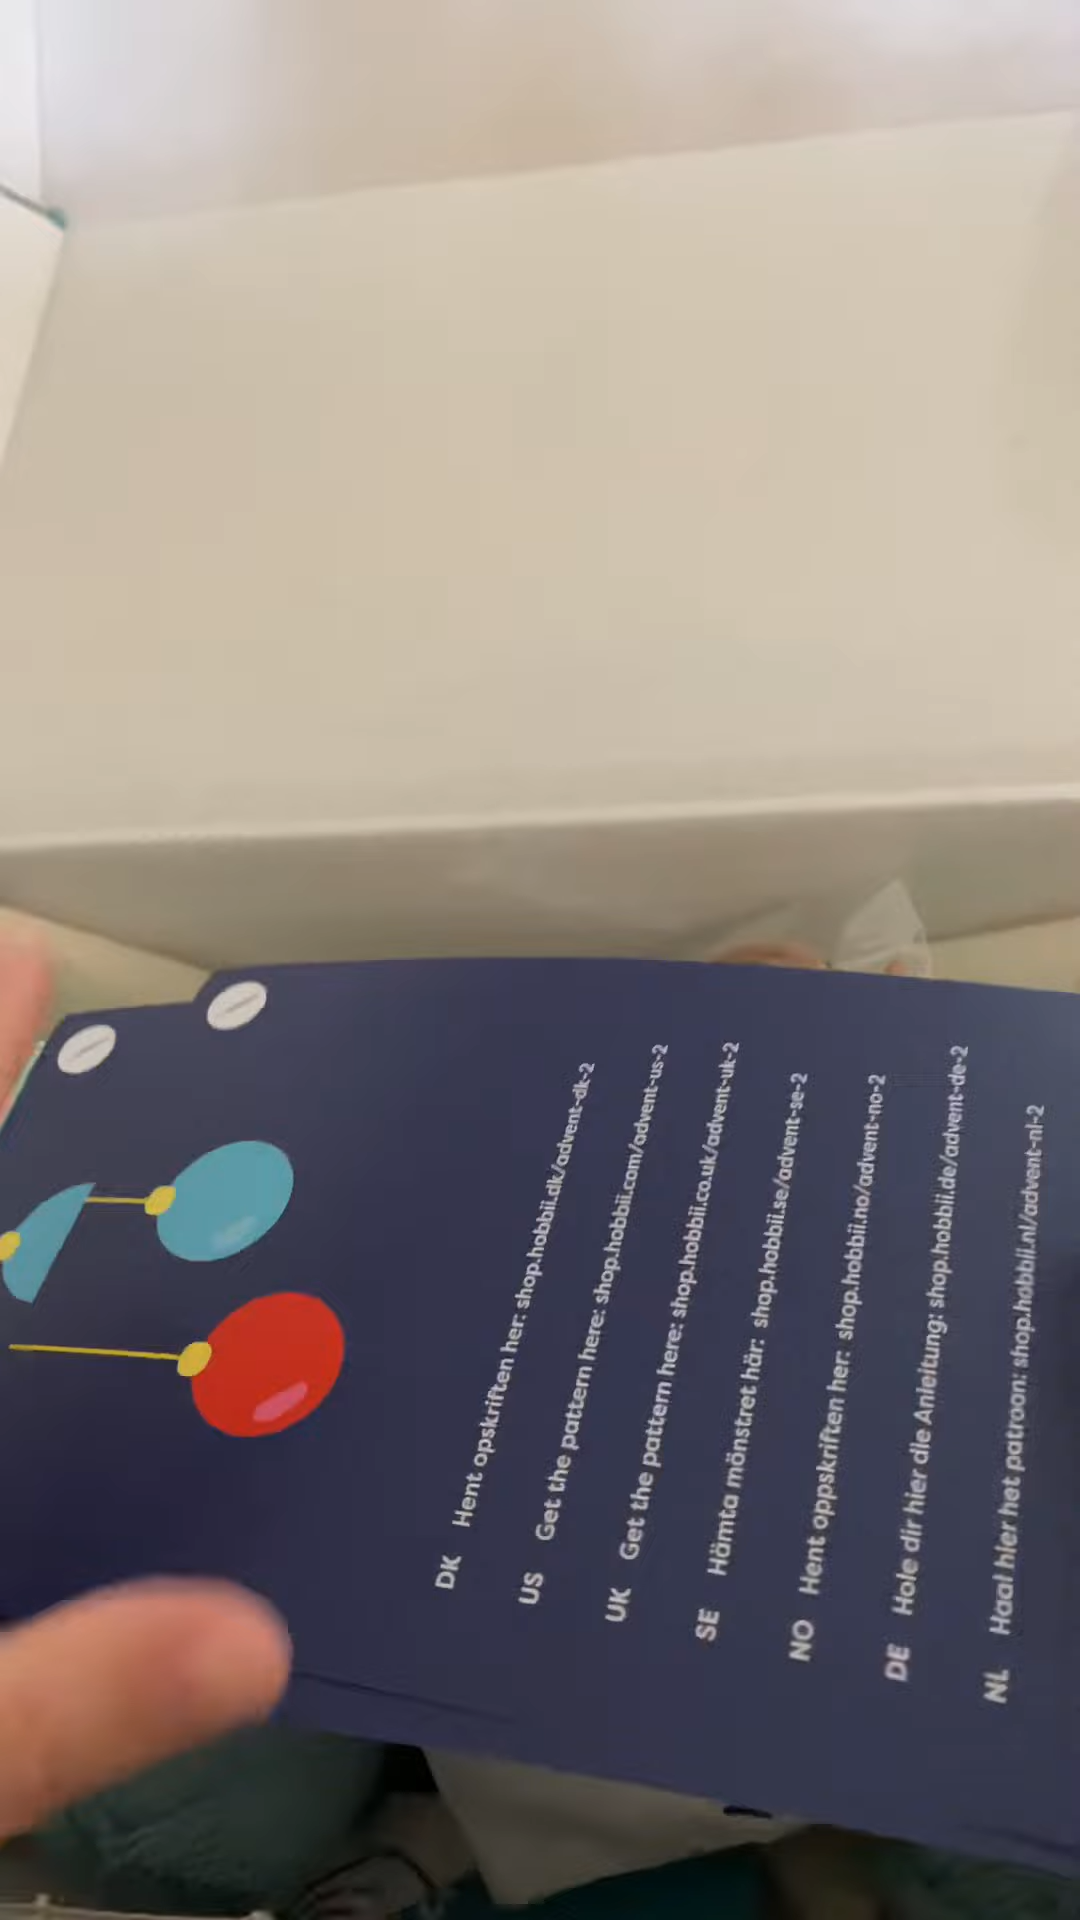 DK Hent opskriften her: shop.hobbii.dk/advent-dk-2
US Get the pattern here: shop.hobbii.com/advent-us-2
UK Get the pattern here: shop.hobbii.co.uk/advent-uk-2
SE Hämta mönstret här: shop.hobbii.se/advent-se-2
NO Hent oppskriften her: shop.hobbii.no/advent-no-2
DE Hole dir hier die Anleitung: shop.hobbii.de/advent-de-2
NL Haal hier het patroon: shop.hobbii.nl/advent-nl-2